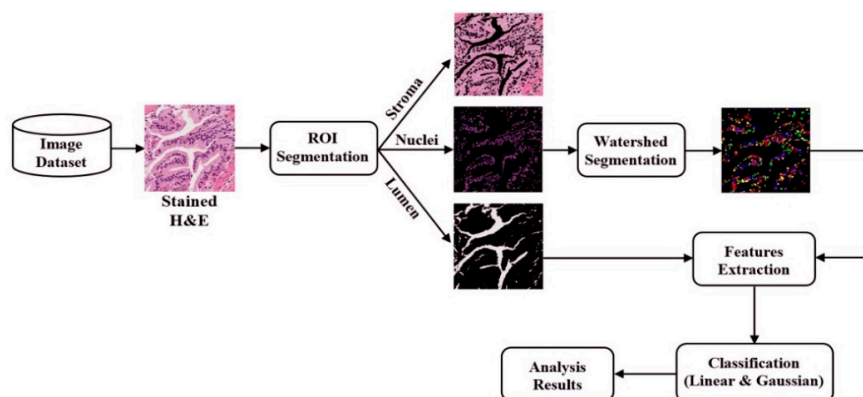 Image
Dataset
Stained
H&E
ROI
Segmentation
Stroma
Nuclei
Lumen
Watershed
Segmentation
Features
Extraction
Classification
(Linear & Gaussian)
Analysis
Results